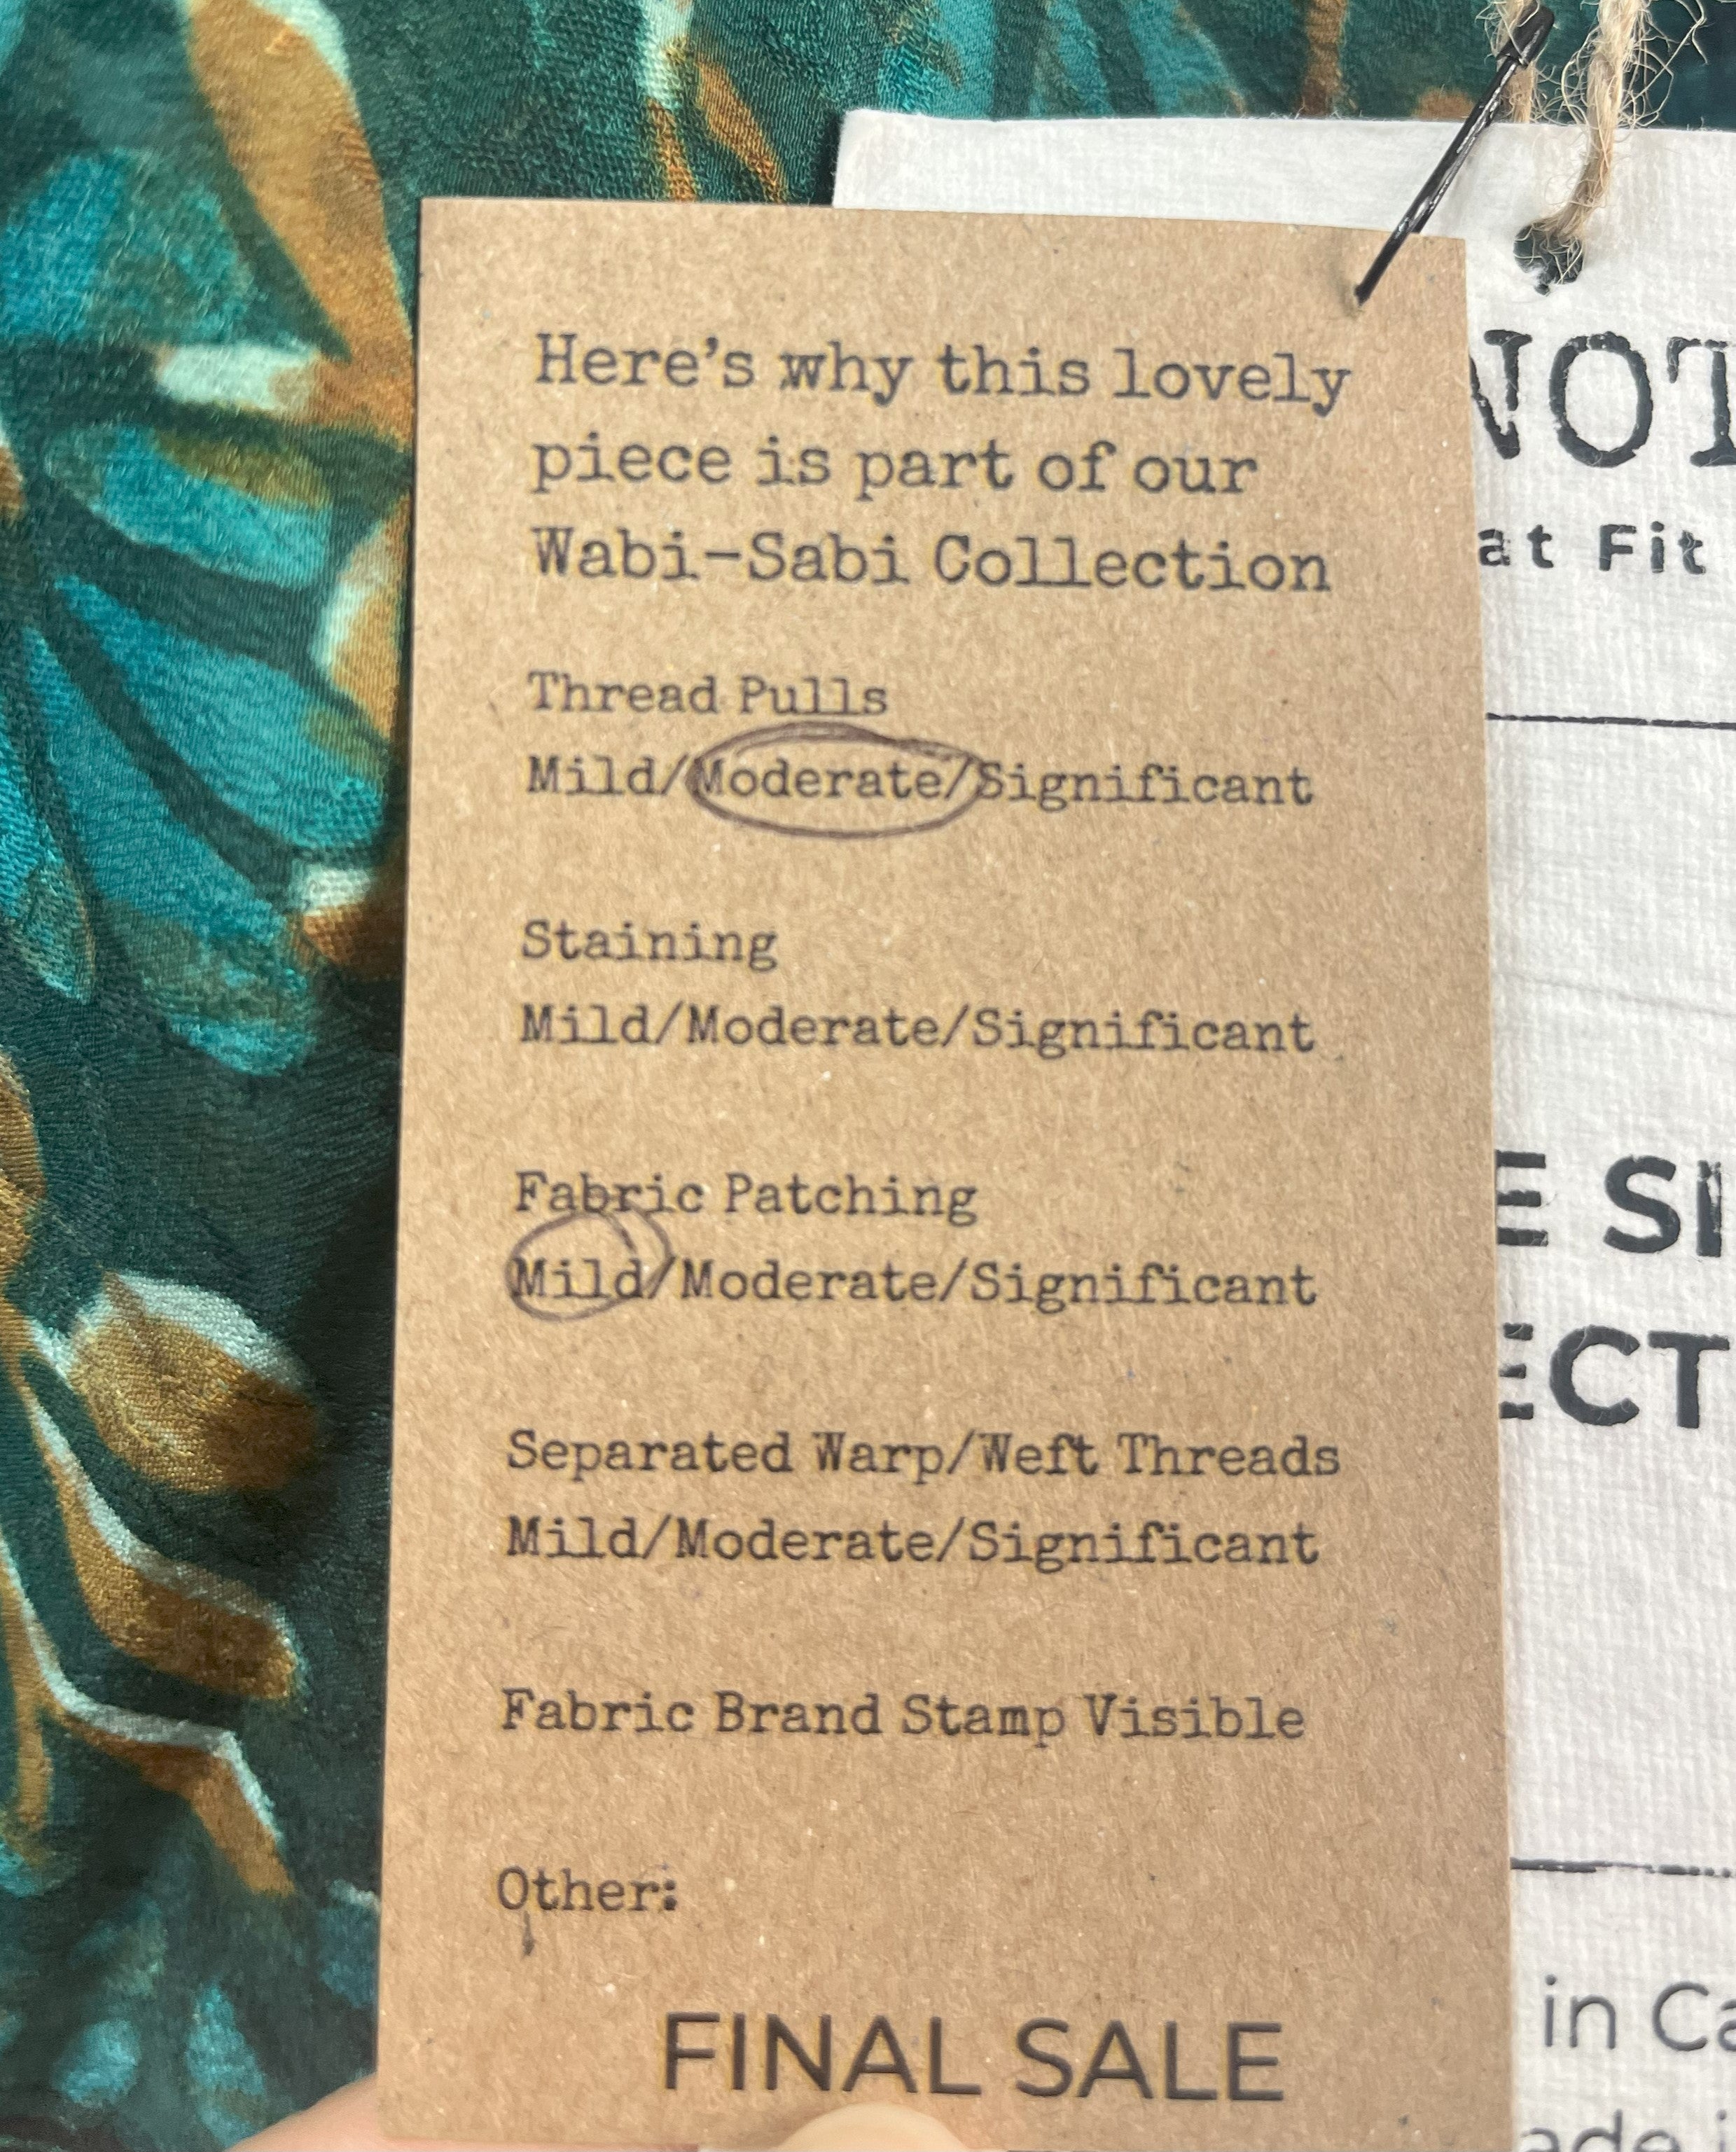 Here's why this lovely
piece is part of our
Wabi-Sabi Collection
Thread Pulls
Mild/Moderate/Significant
Staining
Mild/Moderate/Significant
Fabric Patching
Mild/Moderate/Significant
Separated Warp/Weft Threads
Mild/Moderate/Significant
Fabric Brand Stamp Visible
Other:
FINAL SALE
NOT
at Fit
E SI
ECT
in Ca
ade i